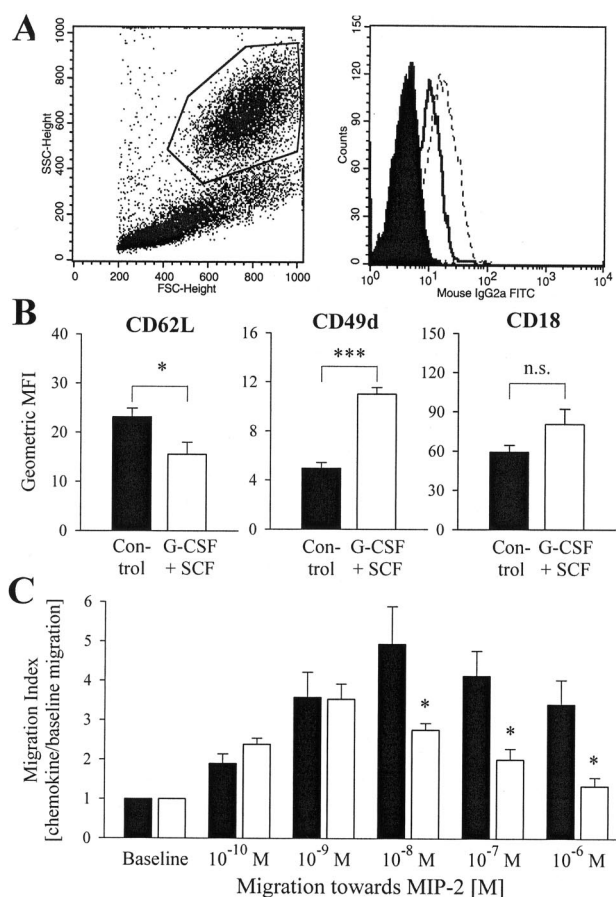 A
SSC-Height
1000
800
600
400
200
0
200 400 600 800 1000
FSC-Height
Counts
150
120
90
60
30
0
10^0 10^1 10^2 10^3 10^4
Mouse IgG2a FITC
B
CD62L CD49d CD18
Geometric MFI
40
30
20
10
0
*
Con-
trol
G-CSF
+ SCF
16
12
8
4
0
***
Con-
trol
G-CSF
+ SCF
150
120
90
60
30
0
n.s.
Con-
trol
G-CSF
+ SCF
C
Migration Index
[chemokine/baseline migration]
6
5
4
3
2
1
0
* * *
Baseline 10^-10 M 10^-9 M 10^-8 M 10^-7 M 10^-6 M
Migration towards MIP-2 [M]